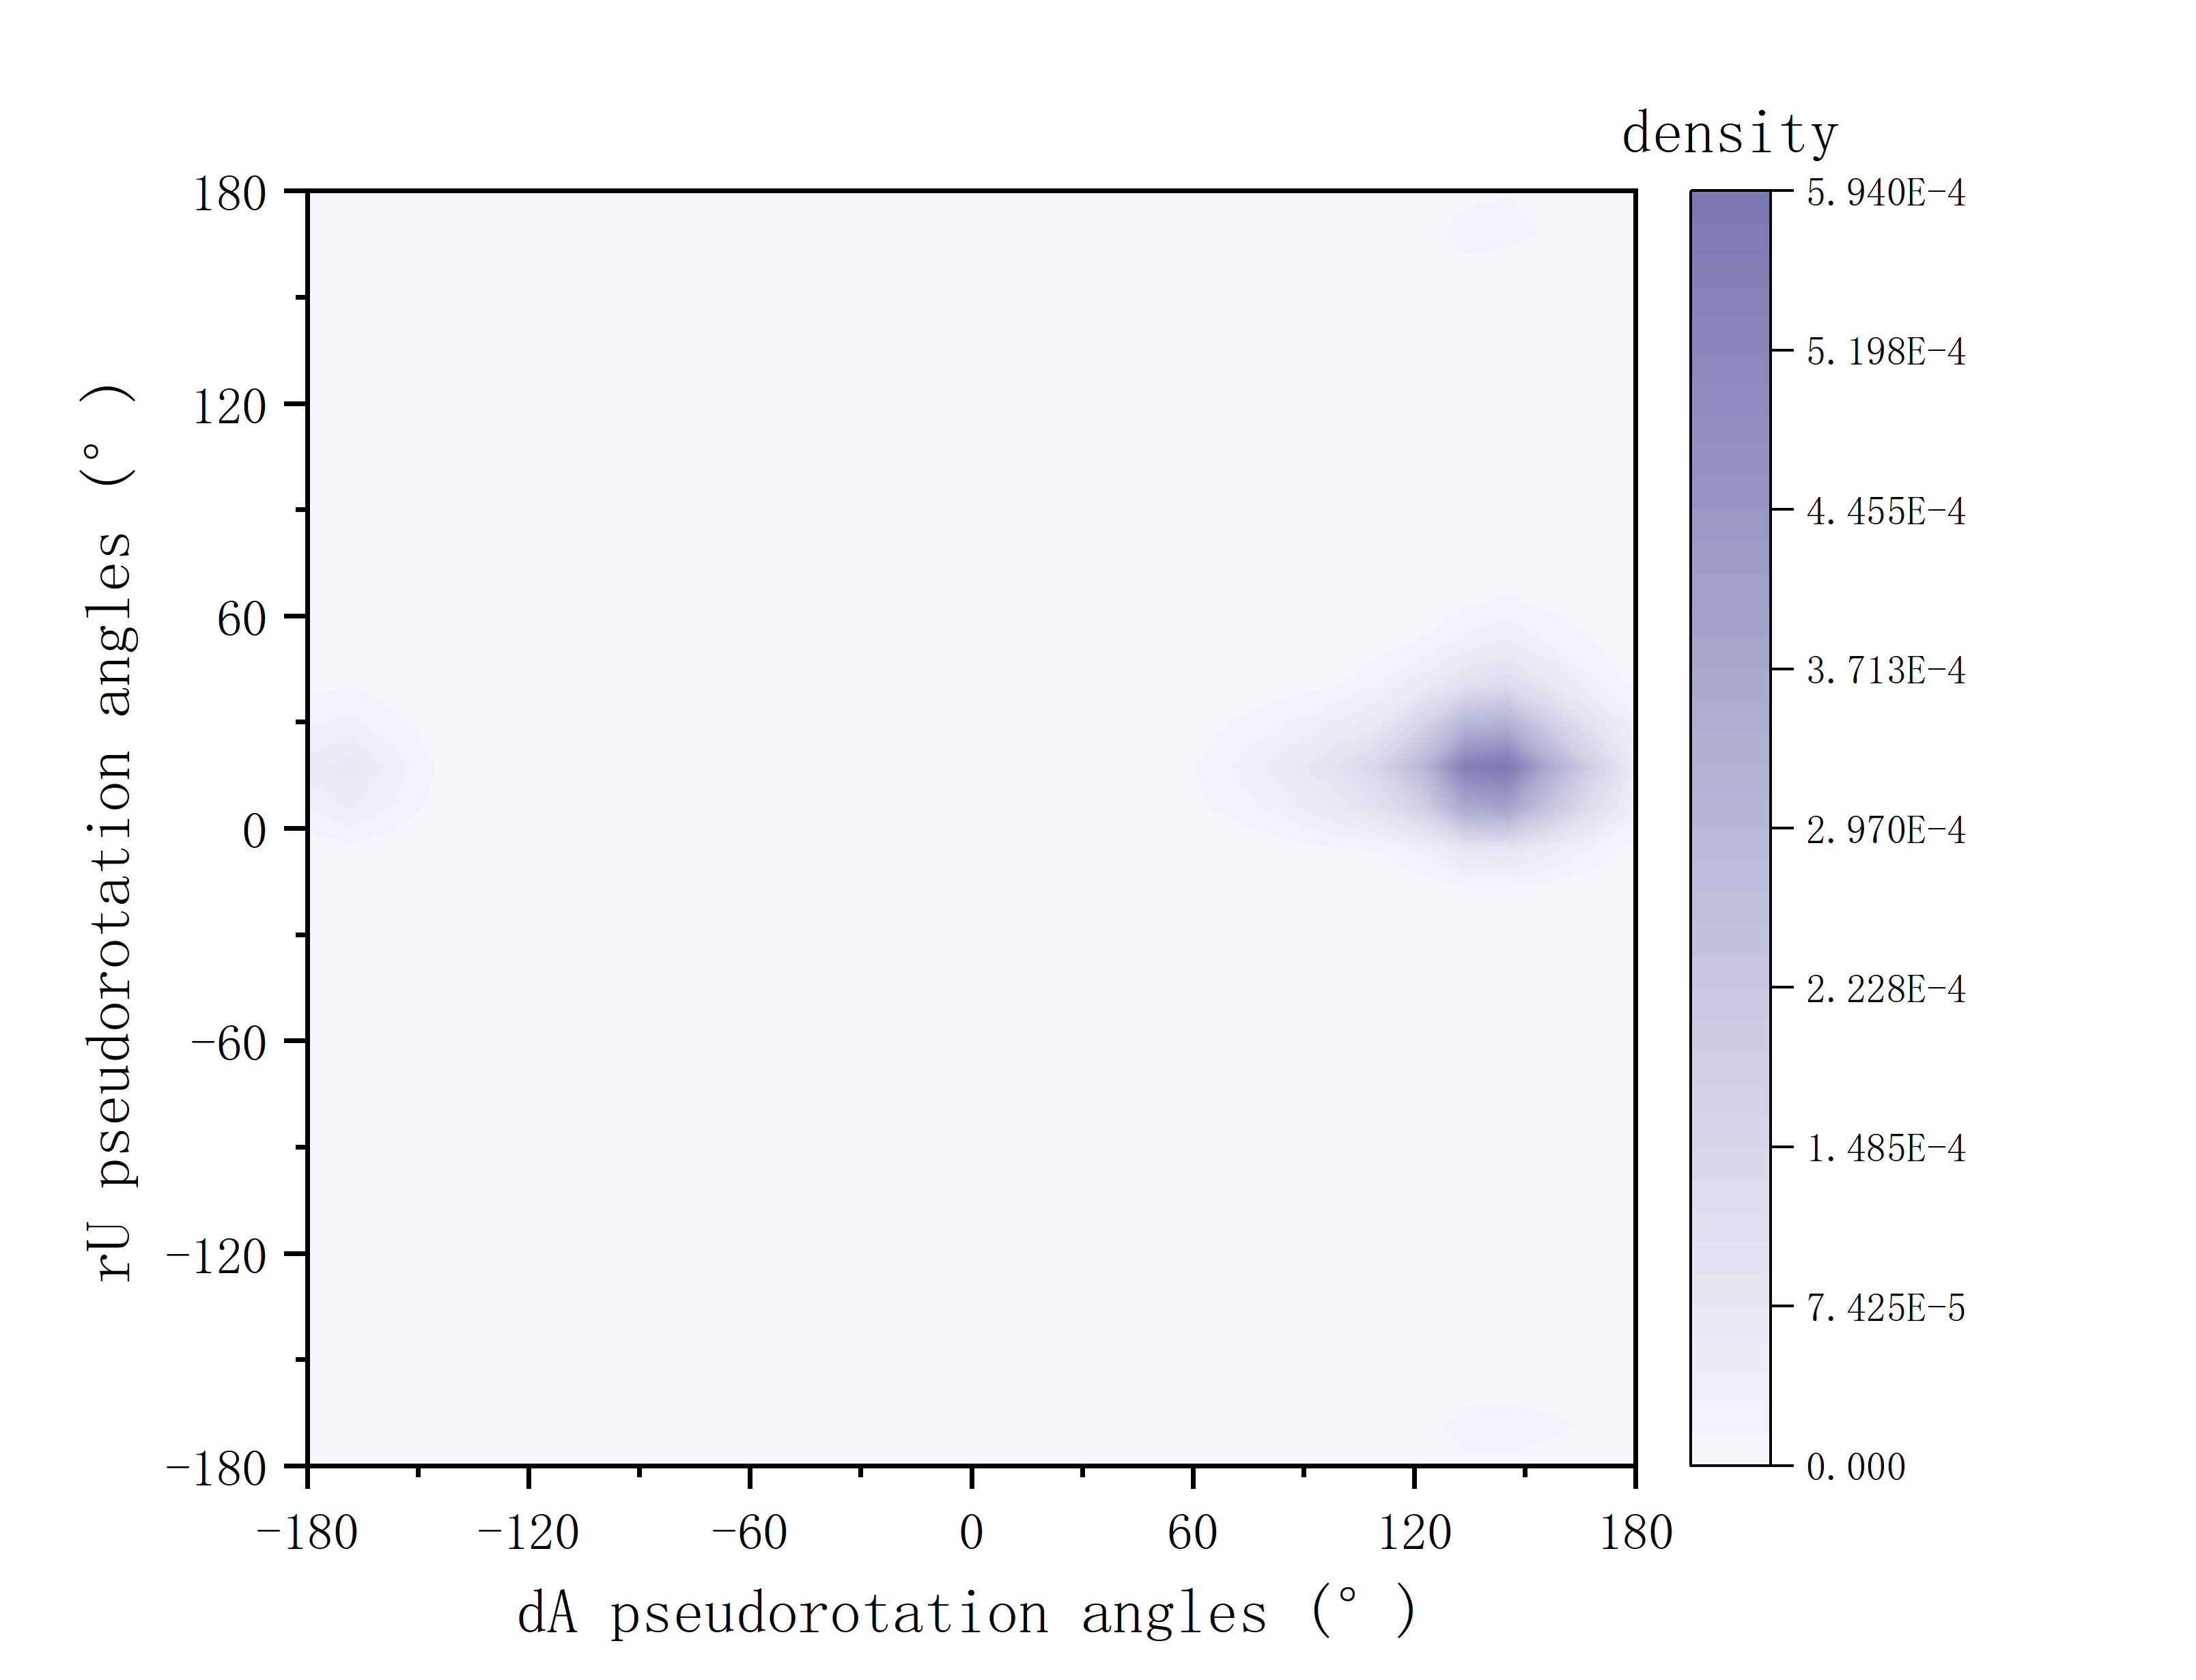 density
180
120
60
0
-60
-120
-180
rU pseudorotation angles (° )
-180
-120
-60
0
60
120
180
dA pseudorotation angles (° )
5.940E-4
5.198E-4
4.455E-4
3.713E-4
2.970E-4
2.228E-4
1.485E-4
7.425E-5
0.000